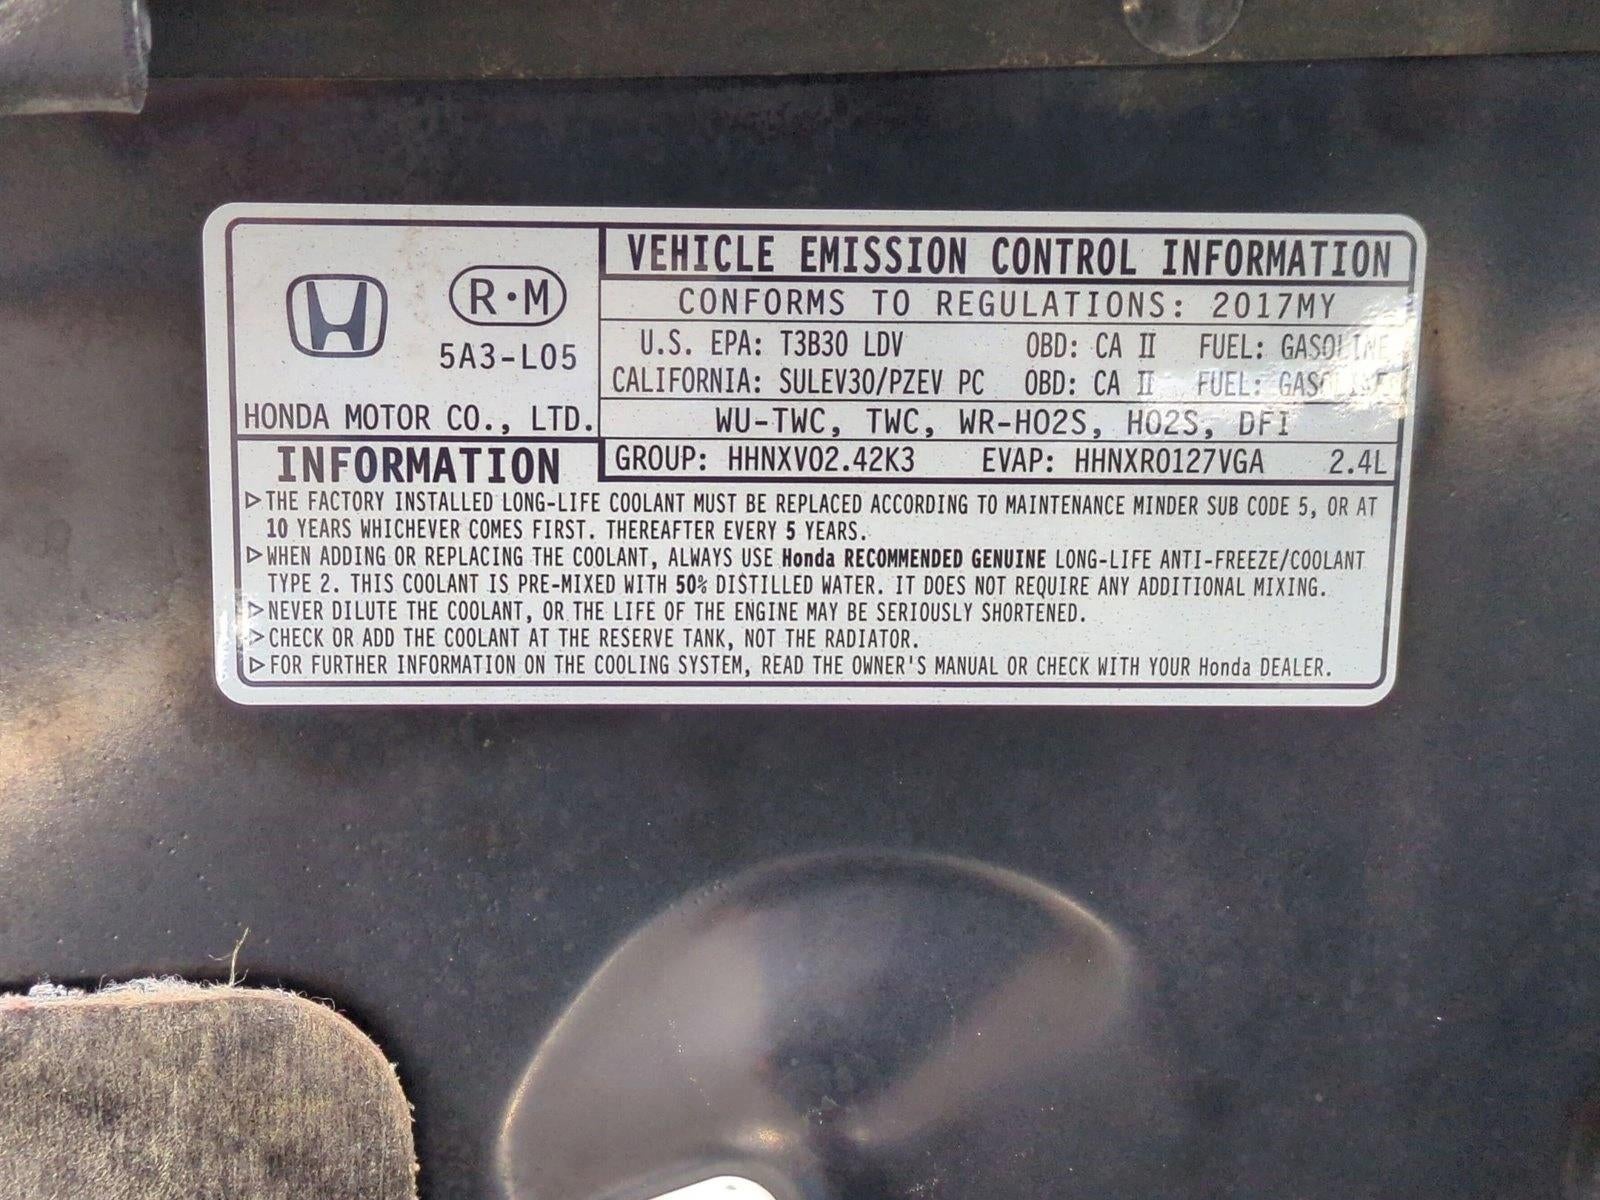 VEHICLE EMISSION CONTROL INFORMATION
R·M
5A3-L05
HONDA MOTOR CO., LTD.
CONFORMS TO REGULATIONS: 2017MY
U.S. EPA: T3B30 LDV OBD: CA II FUEL: GASOLINE
CALIFORNIA: SULEV30/PZEV PC OBD: CA II FUEL: GASOLINE
WU-TWC, TWC, WR-HO2S, HO2S, DFI
GROUP: HHNXV02.42K3 EVAP: HHNXR0127VGA 2.4L
INFORMATION
▷THE FACTORY INSTALLED LONG-LIFE COOLANT MUST BE REPLACED ACCORDING TO MAINTENANCE MINDER SUB CODE 5, OR AT
10 YEARS WHICHEVER COMES FIRST. THEREAFTER EVERY 5 YEARS.
▷WHEN ADDING OR REPLACING THE COOLANT, ALWAYS USE Honda RECOMMENDED GENUINE LONG-LIFE ANTI-FREEZE/COOLANT
TYPE 2. THIS COOLANT IS PRE-MIXED WITH 50% DISTILLED WATER. IT DOES NOT REQUIRE ANY ADDITIONAL MIXING.
▷NEVER DILUTE THE COOLANT, OR THE LIFE OF THE ENGINE MAY BE SERIOUSLY SHORTENED.
▷CHECK OR ADD THE COOLANT AT THE RESERVE TANK, NOT THE RADIATOR.
▷FOR FURTHER INFORMATION ON THE COOLING SYSTEM, READ THE OWNER'S MANUAL OR CHECK WITH YOUR Honda DEALER.